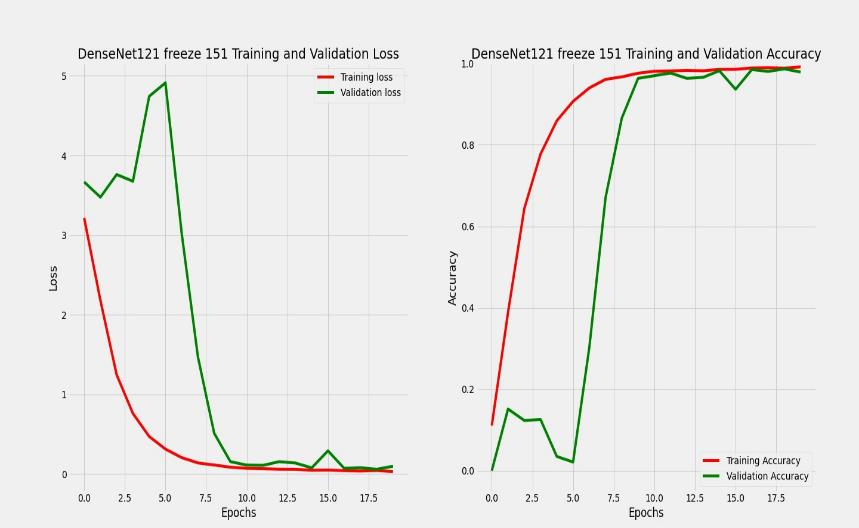 DenseNet121 freeze 151 Training and Validation Loss
Training loss
Validation loss
5
4
3
2
1
0
Loss
0.0 2.5 5.0 7.5 10.0 12.5 15.0 17.5
Epochs
DenseNet121 freeze 151 Training and Validation Accuracy
1.0
0.8
0.6
0.4
0.2
0.0
Accuracy
Training Accuracy
Validation Accuracy
0.0 2.5 5.0 7.5 10.0 12.5 15.0 17.5
Epochs